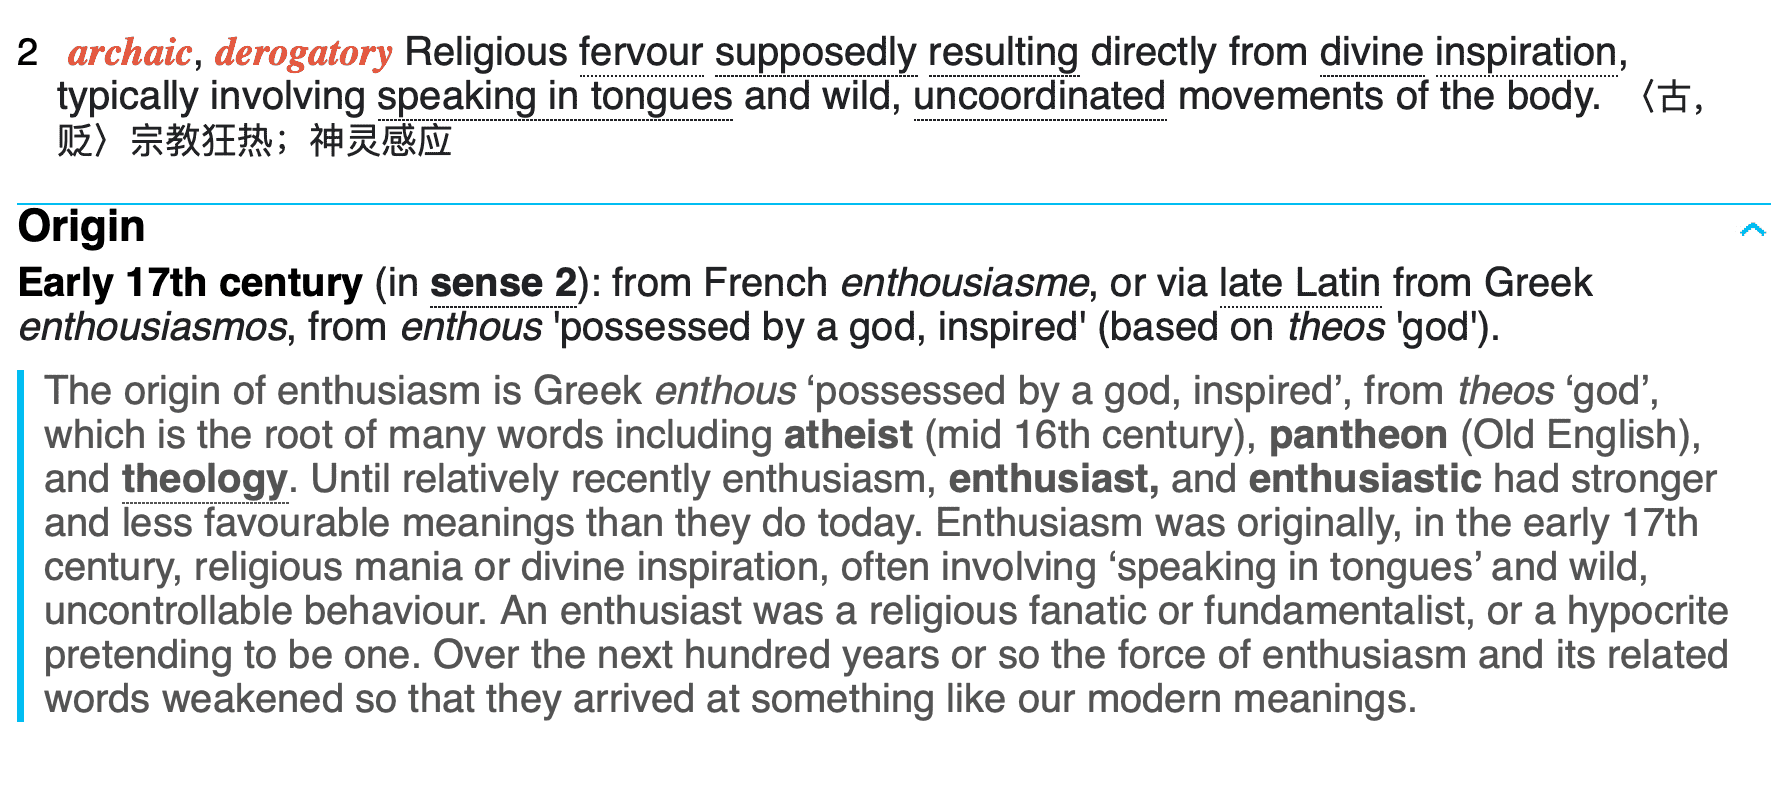 2 archaic, derogatory Religious fervour supposedly resulting directly from divine inspiration,
typically involving speaking in tongues and wild, uncoordinated movements of the body. 〈古,
贬〉宗教狂热；神灵感应
Origin
Early 17th century (in sense 2): from French enthousiasme, or via late Latin from Greek
enthousiasmos, from enthous 'possessed by a god, inspired' (based on theos 'god').
The origin of enthusiasm is Greek enthous ‘possessed by a god, inspired’, from theos ‘god’,
which is the root of many words including atheist (mid 16th century), pantheon (Old English),
and theology. Until relatively recently enthusiasm, enthusiast, and enthusiastic had stronger
and less favourable meanings than they do today. Enthusiasm was originally, in the early 17th
century, religious mania or divine inspiration, often involving ‘speaking in tongues’ and wild,
uncontrollable behaviour. An enthusiast was a religious fanatic or fundamentalist, or a hypocrite
pretending to be one. Over the next hundred years or so the force of enthusiasm and its related
words weakened so that they arrived at something like our modern meanings.